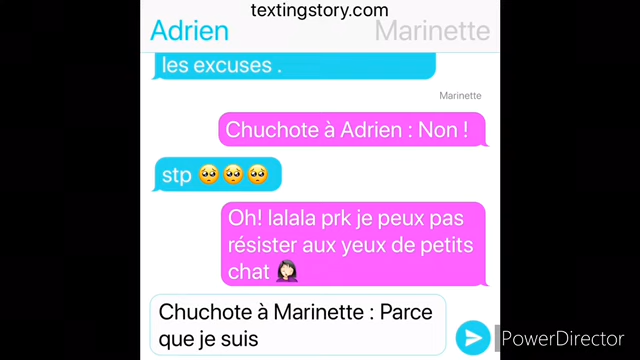 textingstory.com
Adrien
Marinette
les excuses .
Marinette
Chuchote à Adrien : Non !
stp 🥺🥺🥺
Oh! lalala prk je peux pas
résister aux yeux de petits
chat 🤦🏻‍♀️
Chuchote à Marinette : Parce
que je suis
PowerDirector